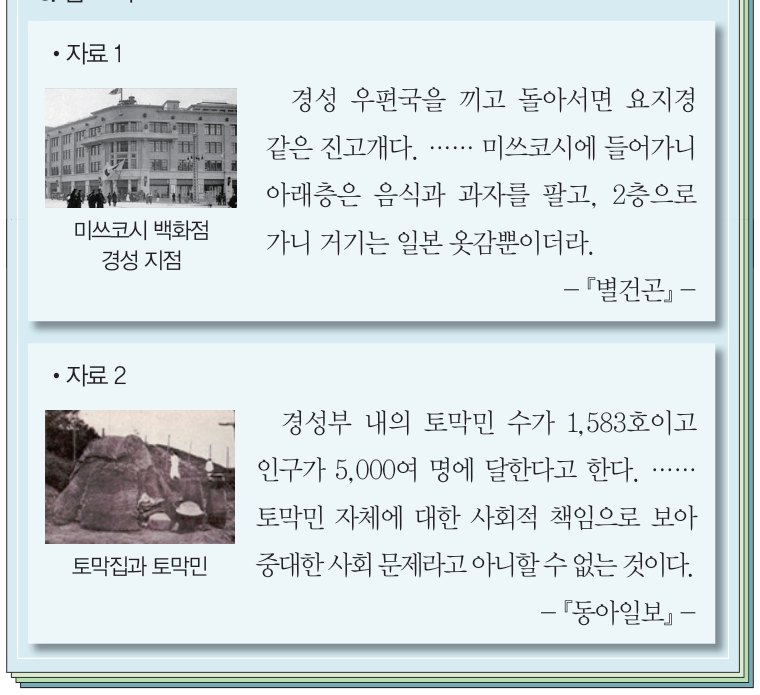 • 자료 1
경성 우편국을 끼고 돌아서면 요지경
같은 진고개다. …… 미쓰코시에 들어가니
아래층은 음식과 과자를 팔고, 2층으로
가니 거기는 일본 옷감뿐이더라.
- 『별건곤』 -
미쓰코시 백화점
경성 지점
• 자료 2
경성부 내의 토막민 수가 1,583호이고
인구가 5,000여 명에 달한다고 한다. ……
토막민 자체에 대한 사회적 책임으로 보아
중대한 사회 문제라고 아니할 수 없는 것이다.
- 『동아일보』 -
토막집과 토막민